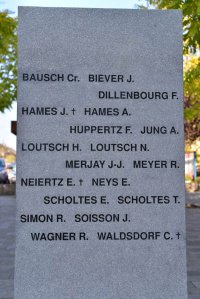 BAUSCH Cr. BIEVER J.
DILLENBOURG F.
HAMES J. † HAMES A.
HUPPERTZ F. JUNG A.
LOUTSCH H. LOUTSCH N.
MERJAY J-J. MEYER R.
NEIERTZ E. † NEYS E.
SCHOLTES E. SCHOLTES T.
SIMON R. SOISSON J.
WAGNER R. WALDSDORF C. †